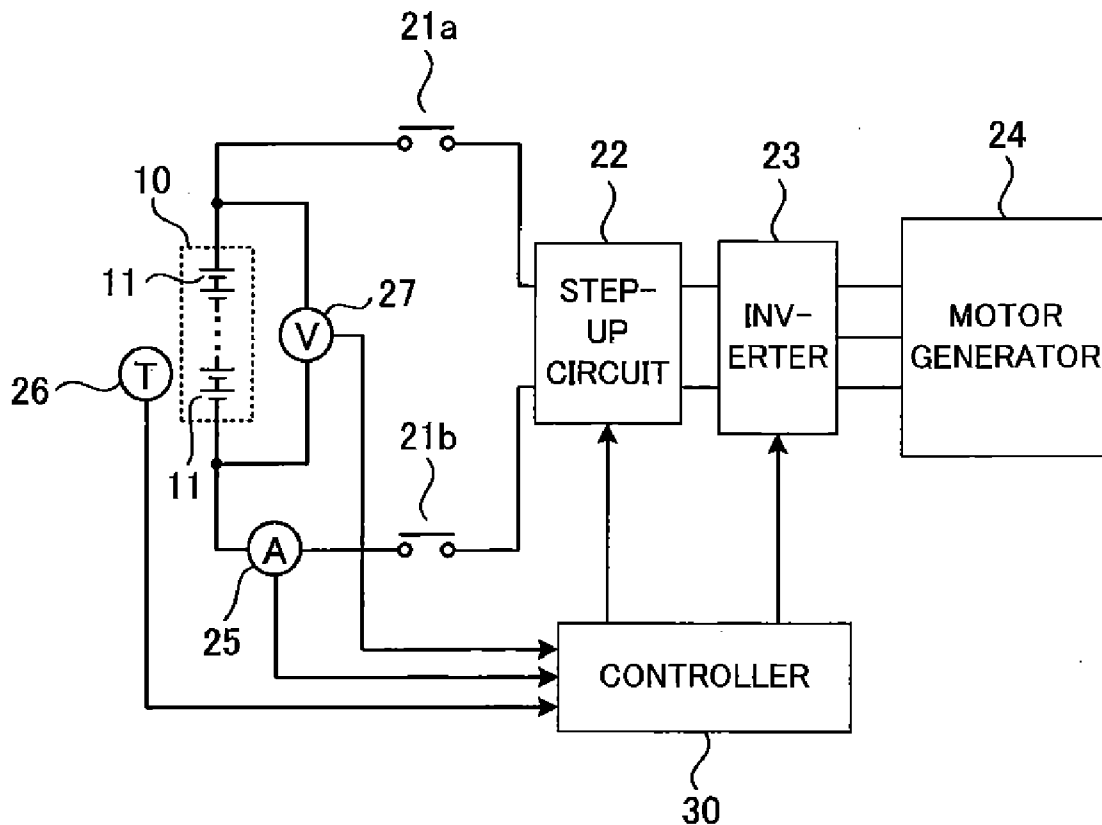 21a
22
23
24
10
11
27
V
STEP-
UP
CIRCUIT
INV-
ERTER
MOTOR
GENERATOR
T
26
11
21b
A
25
CONTROLLER
30